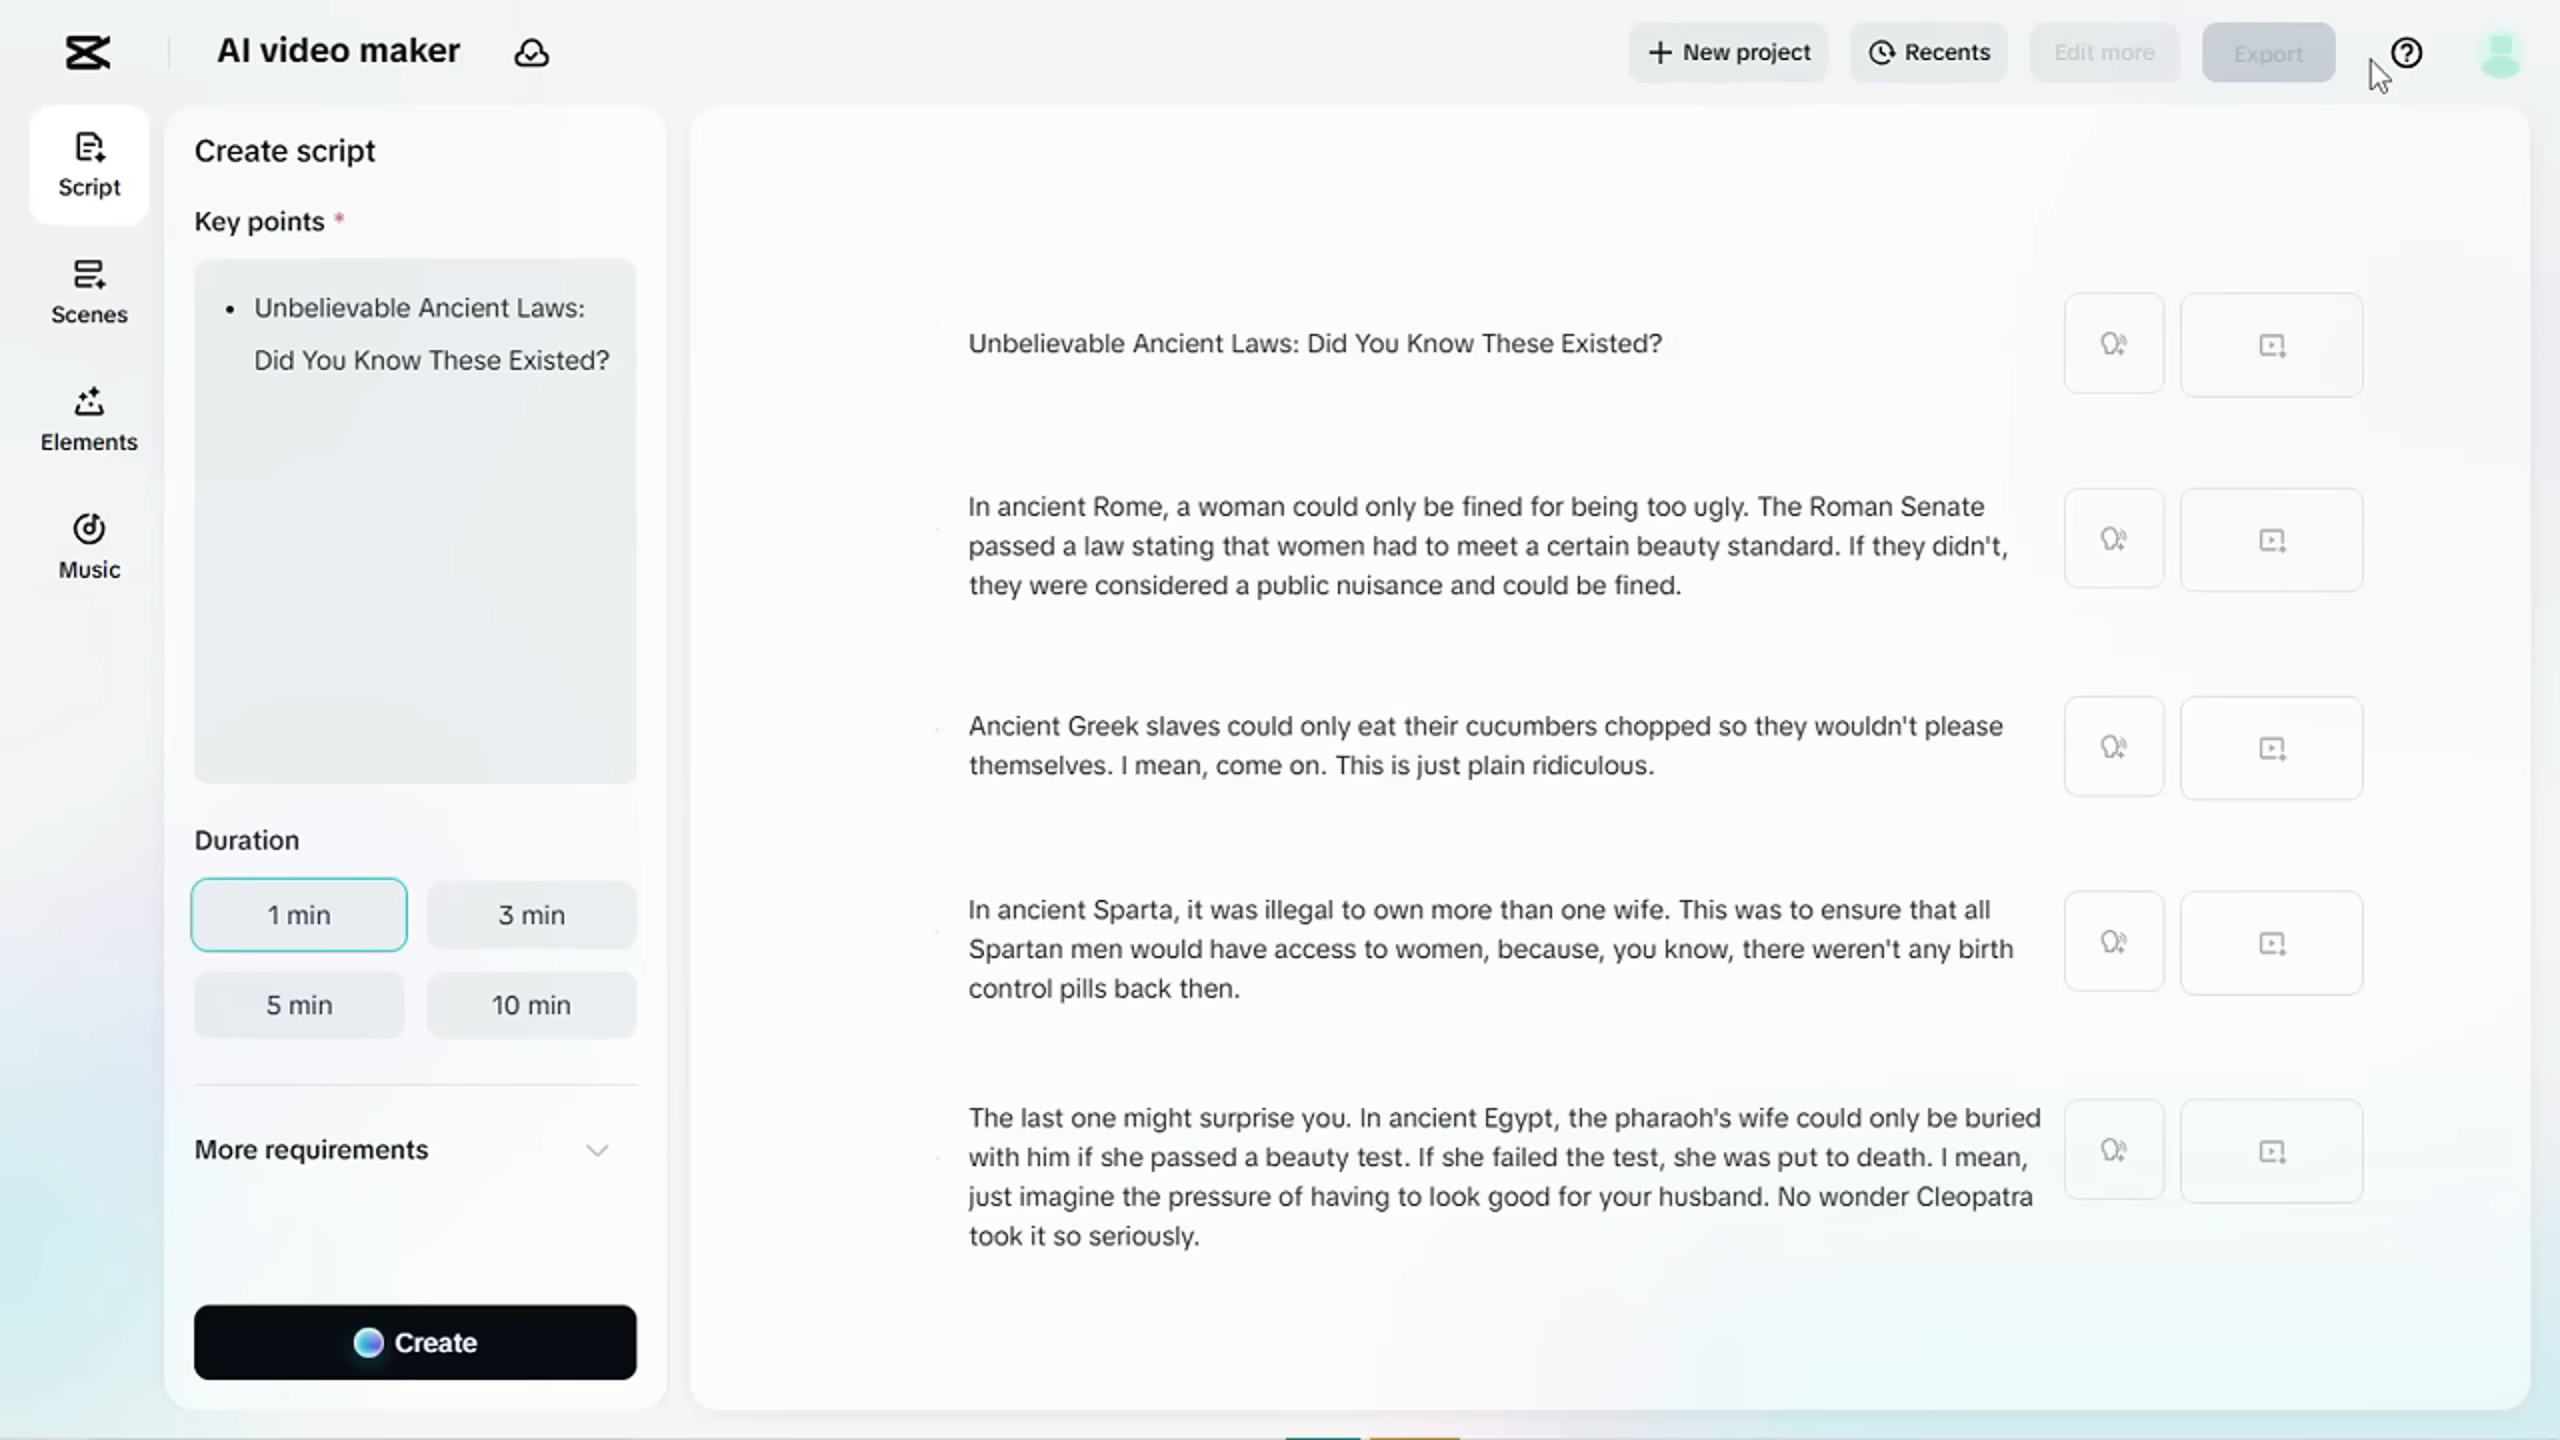 AI video maker
New project
Recents
Edit more
Export
Script
Scenes
Elements
Music
Create script
Key points *
• Unbelievable Ancient Laws:
Did You Know These Existed?
Duration
1 min
3 min
5 min
10 min
More requirements
Create
Unbelievable Ancient Laws: Did You Know These Existed?
In ancient Rome, a woman could only be fined for being too ugly. The Roman Senate
passed a law stating that women had to meet a certain beauty standard. If they didn't,
they were considered a public nuisance and could be fined.
Ancient Greek slaves could only eat their cucumbers chopped so they wouldn't please
themselves. I mean, come on. This is just plain ridiculous.
In ancient Sparta, it was illegal to own more than one wife. This was to ensure that all
Spartan men would have access to women, because, you know, there weren't any birth
control pills back then.
The last one might surprise you. In ancient Egypt, the pharaoh's wife could only be buried
with him if she passed a beauty test. If she failed the test, she was put to death. I mean,
just imagine the pressure of having to look good for your husband. No wonder Cleopatra
took it so seriously.